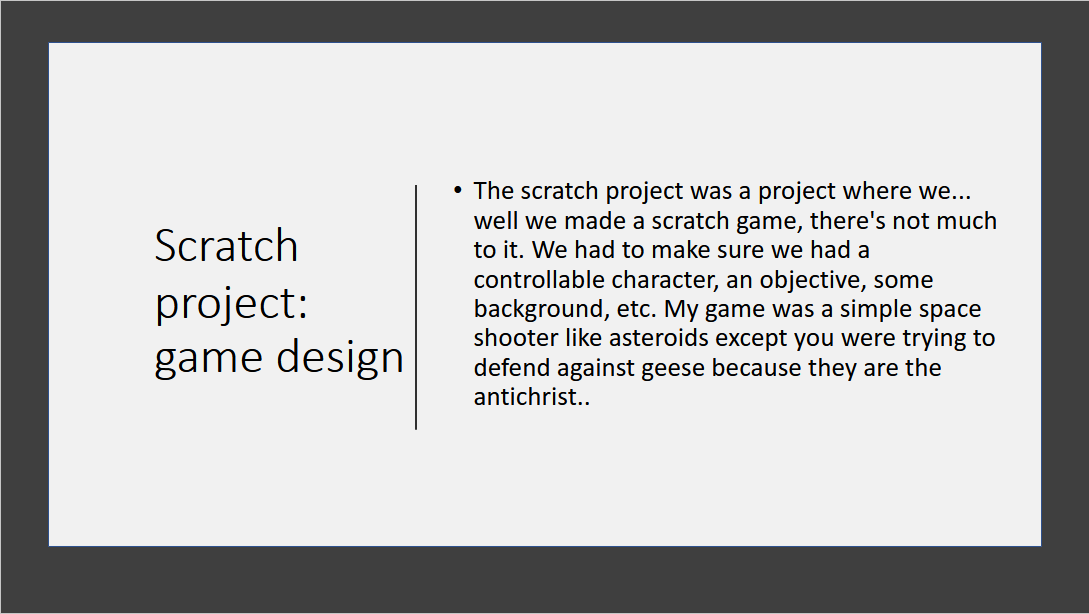 Scratch
project:
game design
• The scratch project was a project where we...
well we made a scratch game, there's not much
to it. We had to make sure we had a
controllable character, an objective, some
background, etc. My game was a simple space
shooter like asteroids except you were trying to
defend against geese because they are the
antichrist..